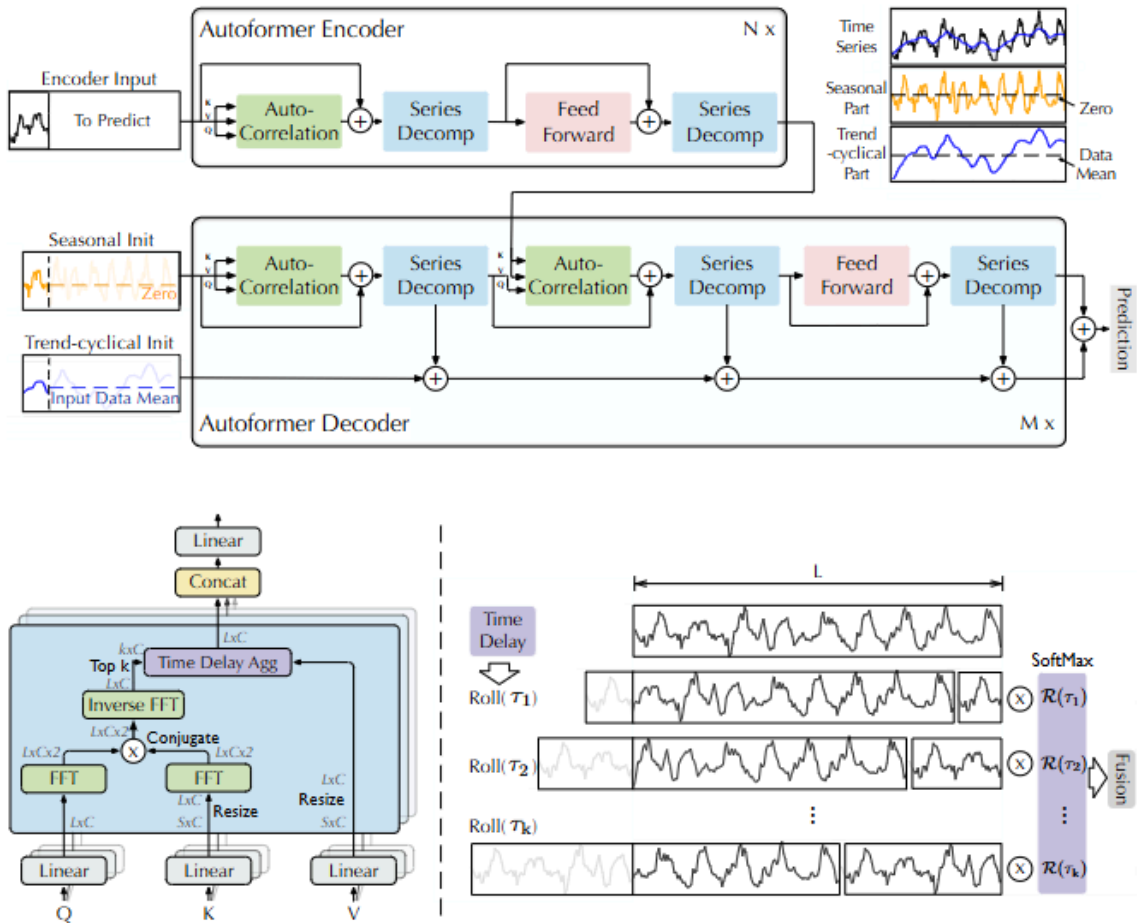 Autoformer Encoder
N x
Encoder Input
To Predict
K
V
Q
Auto-
Correlation
+
Series
Decomp
Feed
Forward
+
Series
Decomp
Time
Series
Seasonal
Part
Zero
Trend
-cyclical
Part
Data
Mean
Seasonal Init
Zero
K
V
Q
Auto-
Correlation
+
Series
Decomp
K
V
Q
Auto-
Correlation
+
Series
Decomp
Feed
Forward
+
Series
Decomp
+
Prediction
Trend-cyclical Init
Input Data Mean
+
+
+
Autoformer Decoder
M x
Linear
Concat
LxC
kxC
Top k
Time Delay Agg
LxC
Inverse FFT
LxCx2
Conjugate
LxCx2
x
LxCx2
FFT
FFT
LxC
Resize
LxC
Resize
LxC
SxC
SxC
Linear
Linear
Linear
Q
K
V
L
Time
Delay
SoftMax
Roll(τ₁)
x
R(τ₁)
Roll(τ₂)
x
R(τ₂)
Fusion
⋮
⋮
Roll(τₖ)
x
R(τₖ)